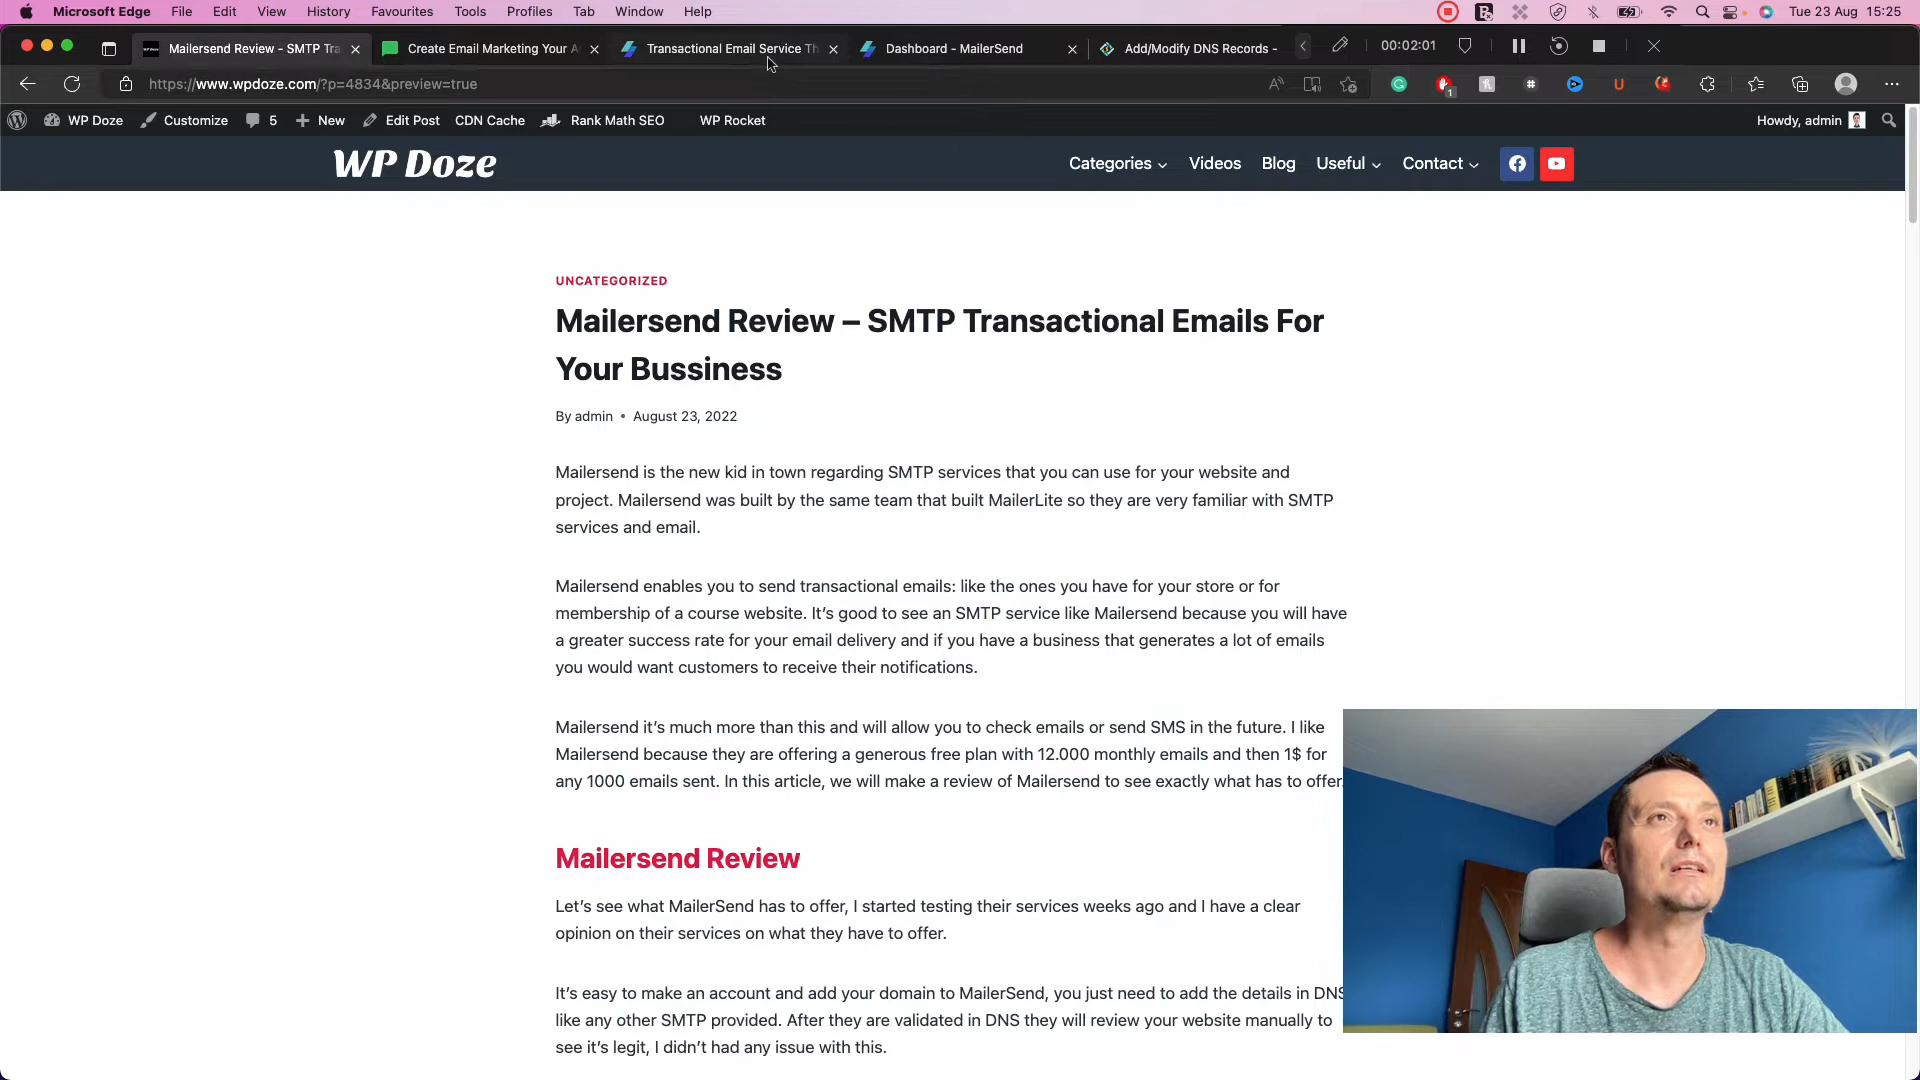 Microsoft Edge File Edit View History Favourites Tools Profiles Tab Window Help Tue 23 Aug 15:25
Mailersend Review - SMTP Tra Create Email Marketing Your A Transactional Email Service Th Dashboard - MailerSend Add/Modify DNS Records - 00:02:01
https://www.wpdoze.com/?p=4834&preview=true
WP Doze Customize 5 New Edit Post CDN Cache Rank Math SEO WP Rocket Howdy, admin
WP Doze Categories Videos Blog Useful Contact
UNCATEGORIZED
Mailersend Review – SMTP Transactional Emails For
Your Bussiness
By admin • August 23, 2022
Mailersend is the new kid in town regarding SMTP services that you can use for your website and
project. Mailersend was built by the same team that built MailerLite so they are very familiar with SMTP
services and email.
Mailersend enables you to send transactional emails: like the ones you have for your store or for
membership of a course website. It’s good to see an SMTP service like Mailersend because you will have
a greater success rate for your email delivery and if you have a business that generates a lot of emails
you would want customers to receive their notifications.
Mailersend it’s much more than this and will allow you to check emails or send SMS in the future. I like
Mailersend because they are offering a generous free plan with 12.000 monthly emails and then 1$ for
any 1000 emails sent. In this article, we will make a review of Mailersend to see exactly what has to offer.
Mailersend Review
Let’s see what MailerSend has to offer, I started testing their services weeks ago and I have a clear
opinion on their services on what they have to offer.
It’s easy to make an account and add your domain to MailerSend, you just need to add the details in DNS
like any other SMTP provided. After they are validated in DNS they will review your website manually to
see it’s legit, I didn’t had any issue with this.